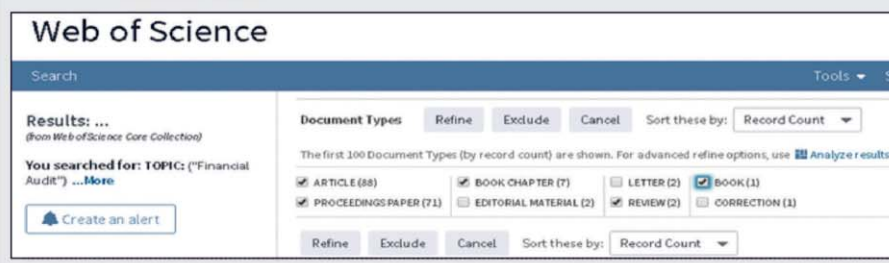 Web of Science
Search Tools
Results: ...
(from Web of Science Core Collection)
You searched for: TOPIC: ("Financial
Audit") ...More
Create an alert
Document Types Refine Exclude Cancel Sort these by: Record Count
The first 100 Document Types (by record count) are shown. For advanced refine options, use Analyze results
ARTICLE (88) BOOK CHAPTER (7) LETTER (2) BOOK (1)
PROCEEDINGS PAPER (71) EDITORIAL MATERIAL (2) REVIEW (2) CORRECTION (1)
Refine Exclude Cancel Sort these by: Record Count